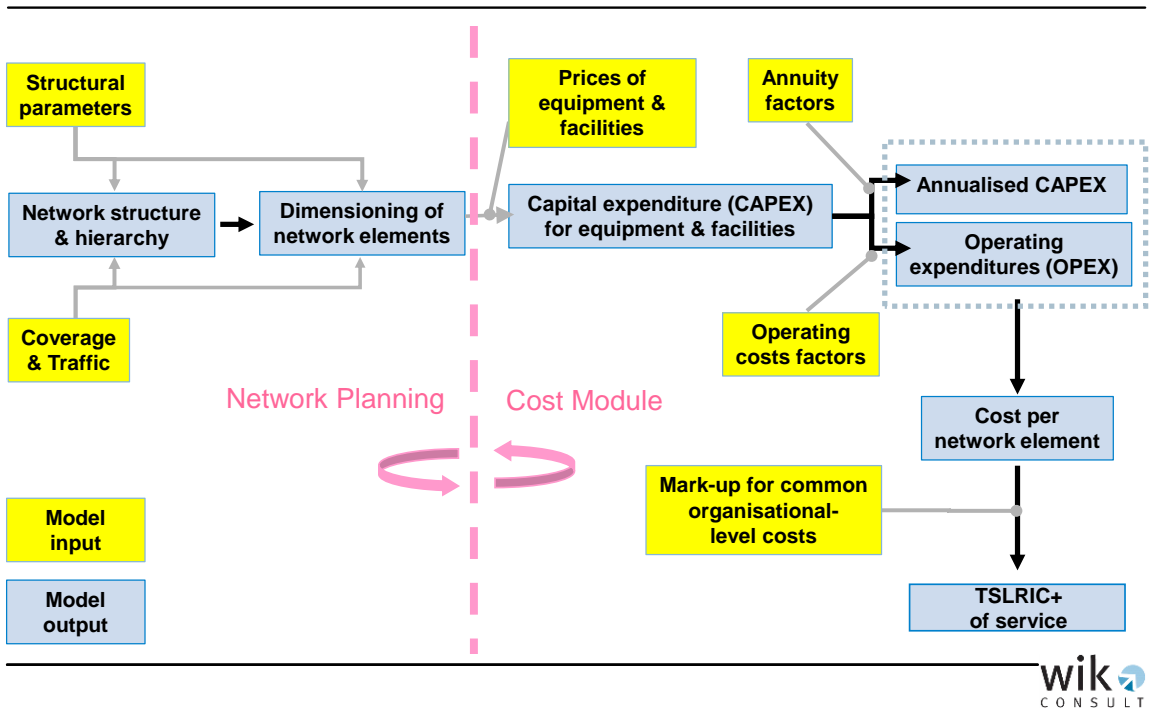 Structural
parameters
Prices of
equipment &
facilities
Annuity
factors
Network structure
& hierarchy
Dimensioning of
network elements
Capital expenditure (CAPEX)
for equipment & facilities
Annualised CAPEX
Operating
expenditures (OPEX)
Coverage
& Traffic
Operating
costs factors
Network Planning
Cost Module
Cost per
network element
Mark-up for common
organisational-
level costs
Model
input
Model
output
TSLRIC+
of service
wik
CONSULT